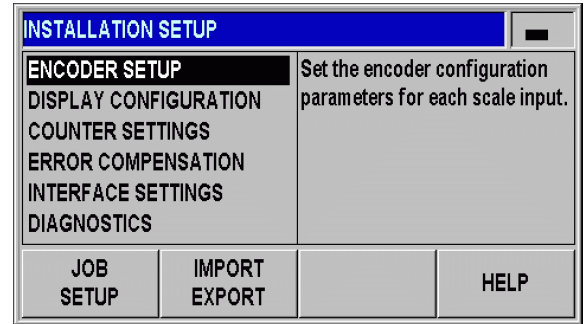 INSTALLATION SETUP
ENCODER SETUP
DISPLAY CONFIGURATION
COUNTER SETTINGS
ERROR COMPENSATION
INTERFACE SETTINGS
DIAGNOSTICS
Set the encoder configuration
parameters for each scale input.
JOB
SETUP
IMPORT
EXPORT
HELP